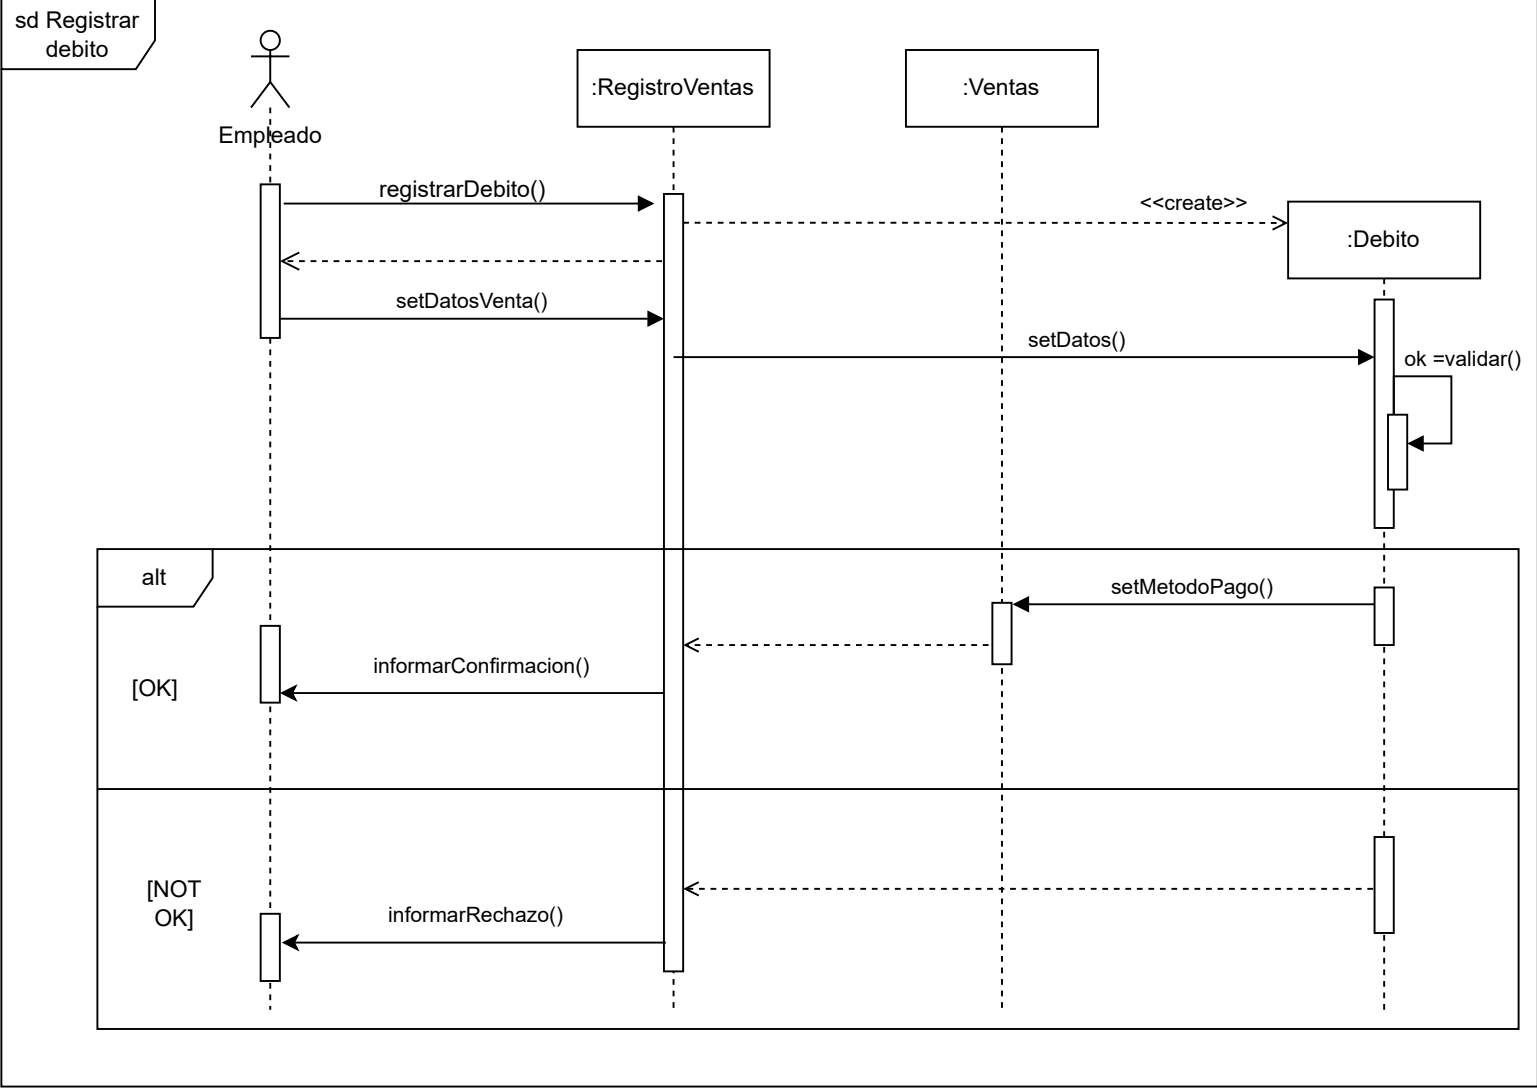 sd Registrar
debito
Empleado
:RegistroVentas
:Ventas
:Debito
registrarDebito()
<<create>>
setDatosVenta()
setDatos()
ok =validar()
alt
setMetodoPago()
informarConfirmacion()
[OK]
[NOT
OK]
informarRechazo()